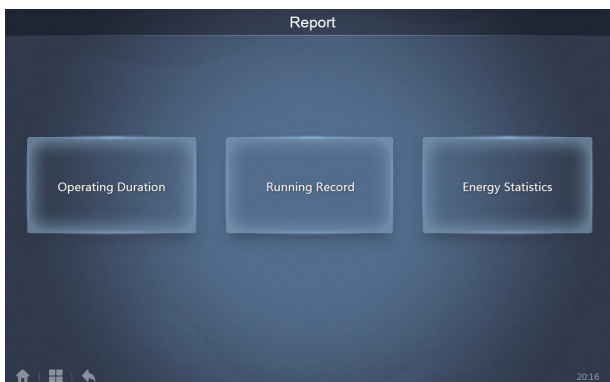 Report
Operating Duration
Running Record
Energy Statistics
20:16